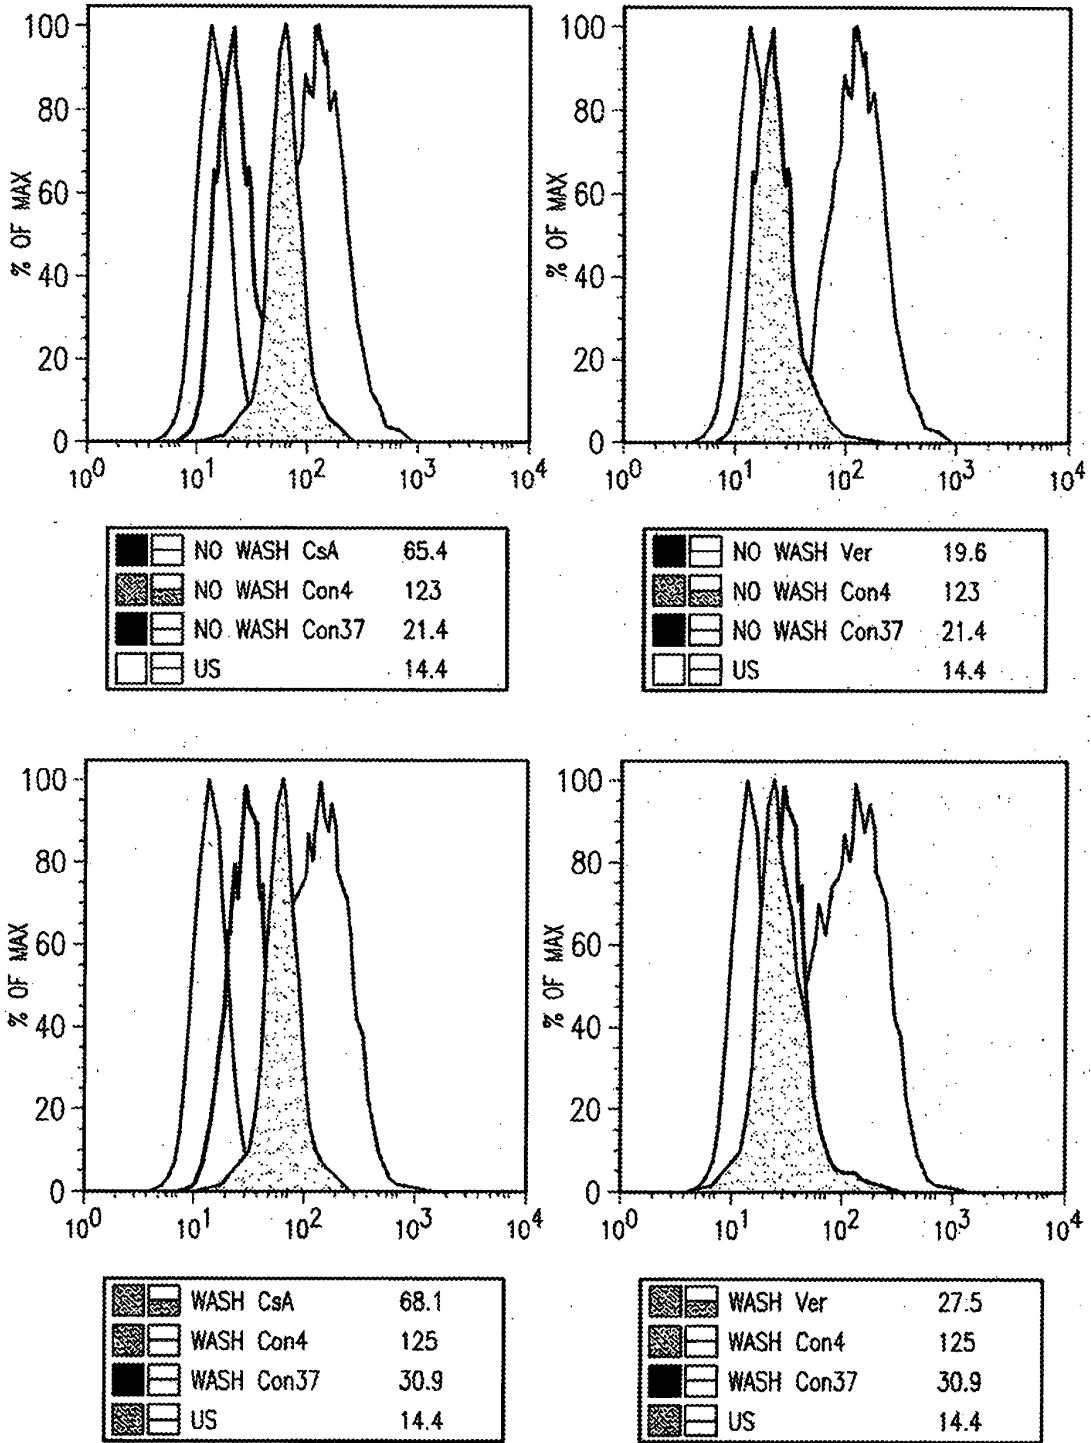 100
80
60
40
20
0
% OF MAX
10^0 10^1 10^2 10^3 10^4
NO WASH CsA 65.4
NO WASH Con4 123
NO WASH Con37 21.4
US 14.4
100
80
60
40
20
0
% OF MAX
10^0 10^1 10^2 10^3 10^4
NO WASH Ver 19.6
NO WASH Con4 123
NO WASH Con37 21.4
US 14.4
100
80
60
40
20
0
% OF MAX
10^0 10^1 10^2 10^3 10^4
WASH CsA 68.1
WASH Con4 125
WASH Con37 30.9
US 14.4
100
80
60
40
20
0
% OF MAX
10^0 10^1 10^2 10^3 10^4
WASH Ver 27.5
WASH Con4 125
WASH Con37 30.9
US 14.4